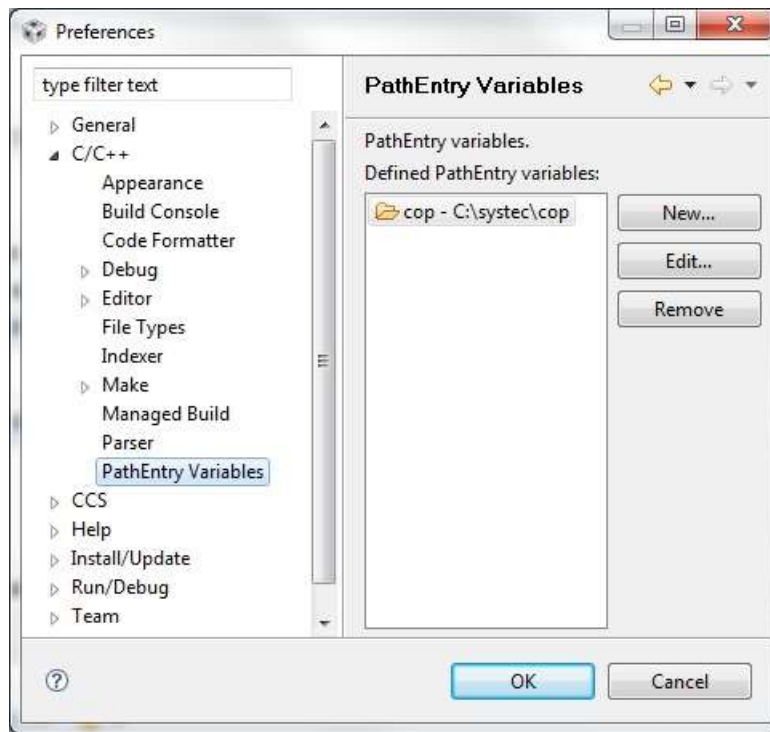 Preferences
type filter text
General
C/C++
Appearance
Build Console
Code Formatter
Debug
Editor
File Types
Indexer
Make
Managed Build
Parser
PathEntry Variables
CCS
Help
Install/Update
Run/Debug
Team
PathEntry Variables
PathEntry variables.
Defined PathEntry variables:
cop - C:\systec\cop
New...
Edit...
Remove
?
OK
Cancel